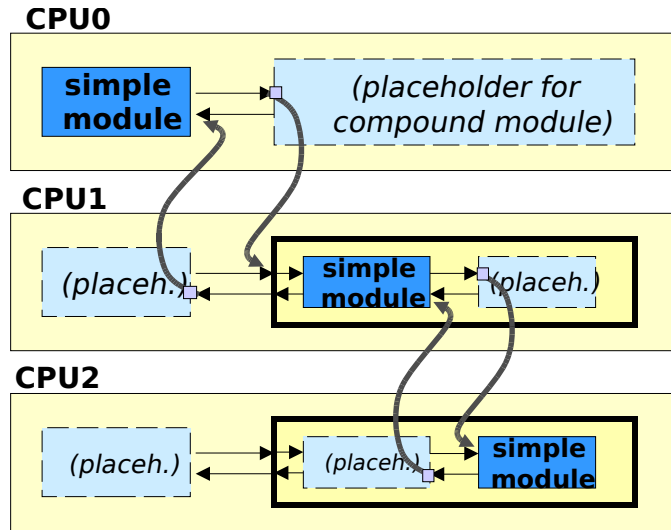 CPU0
simple
module
(placeholder for
compound module)
CPU1
(placeh.)
simple
module
(placeh.)
CPU2
(placeh.)
(placeh.)
simple
module